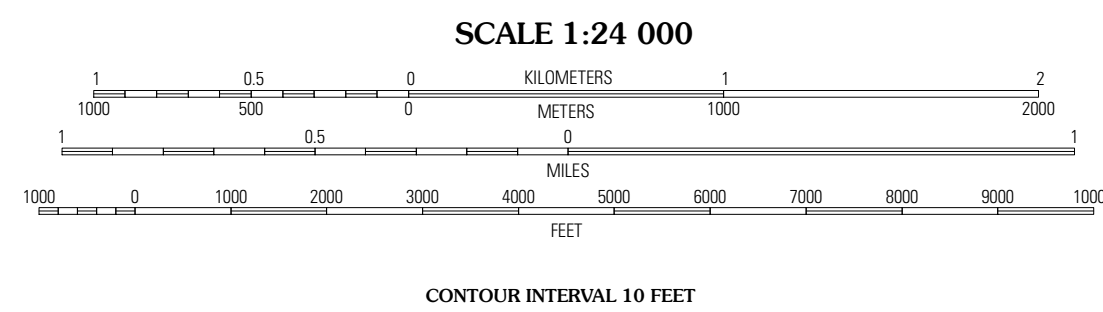 SCALE 1:24 000
1 0.5 0 KILOMETERS 1 2
1000 500 0 METERS 1000 2000
1 0.5 0 1
MILES
1000 0 1000 2000 3000 4000 5000 6000 7000 8000 9000 1000
FEET
CONTOUR INTERVAL 10 FEET